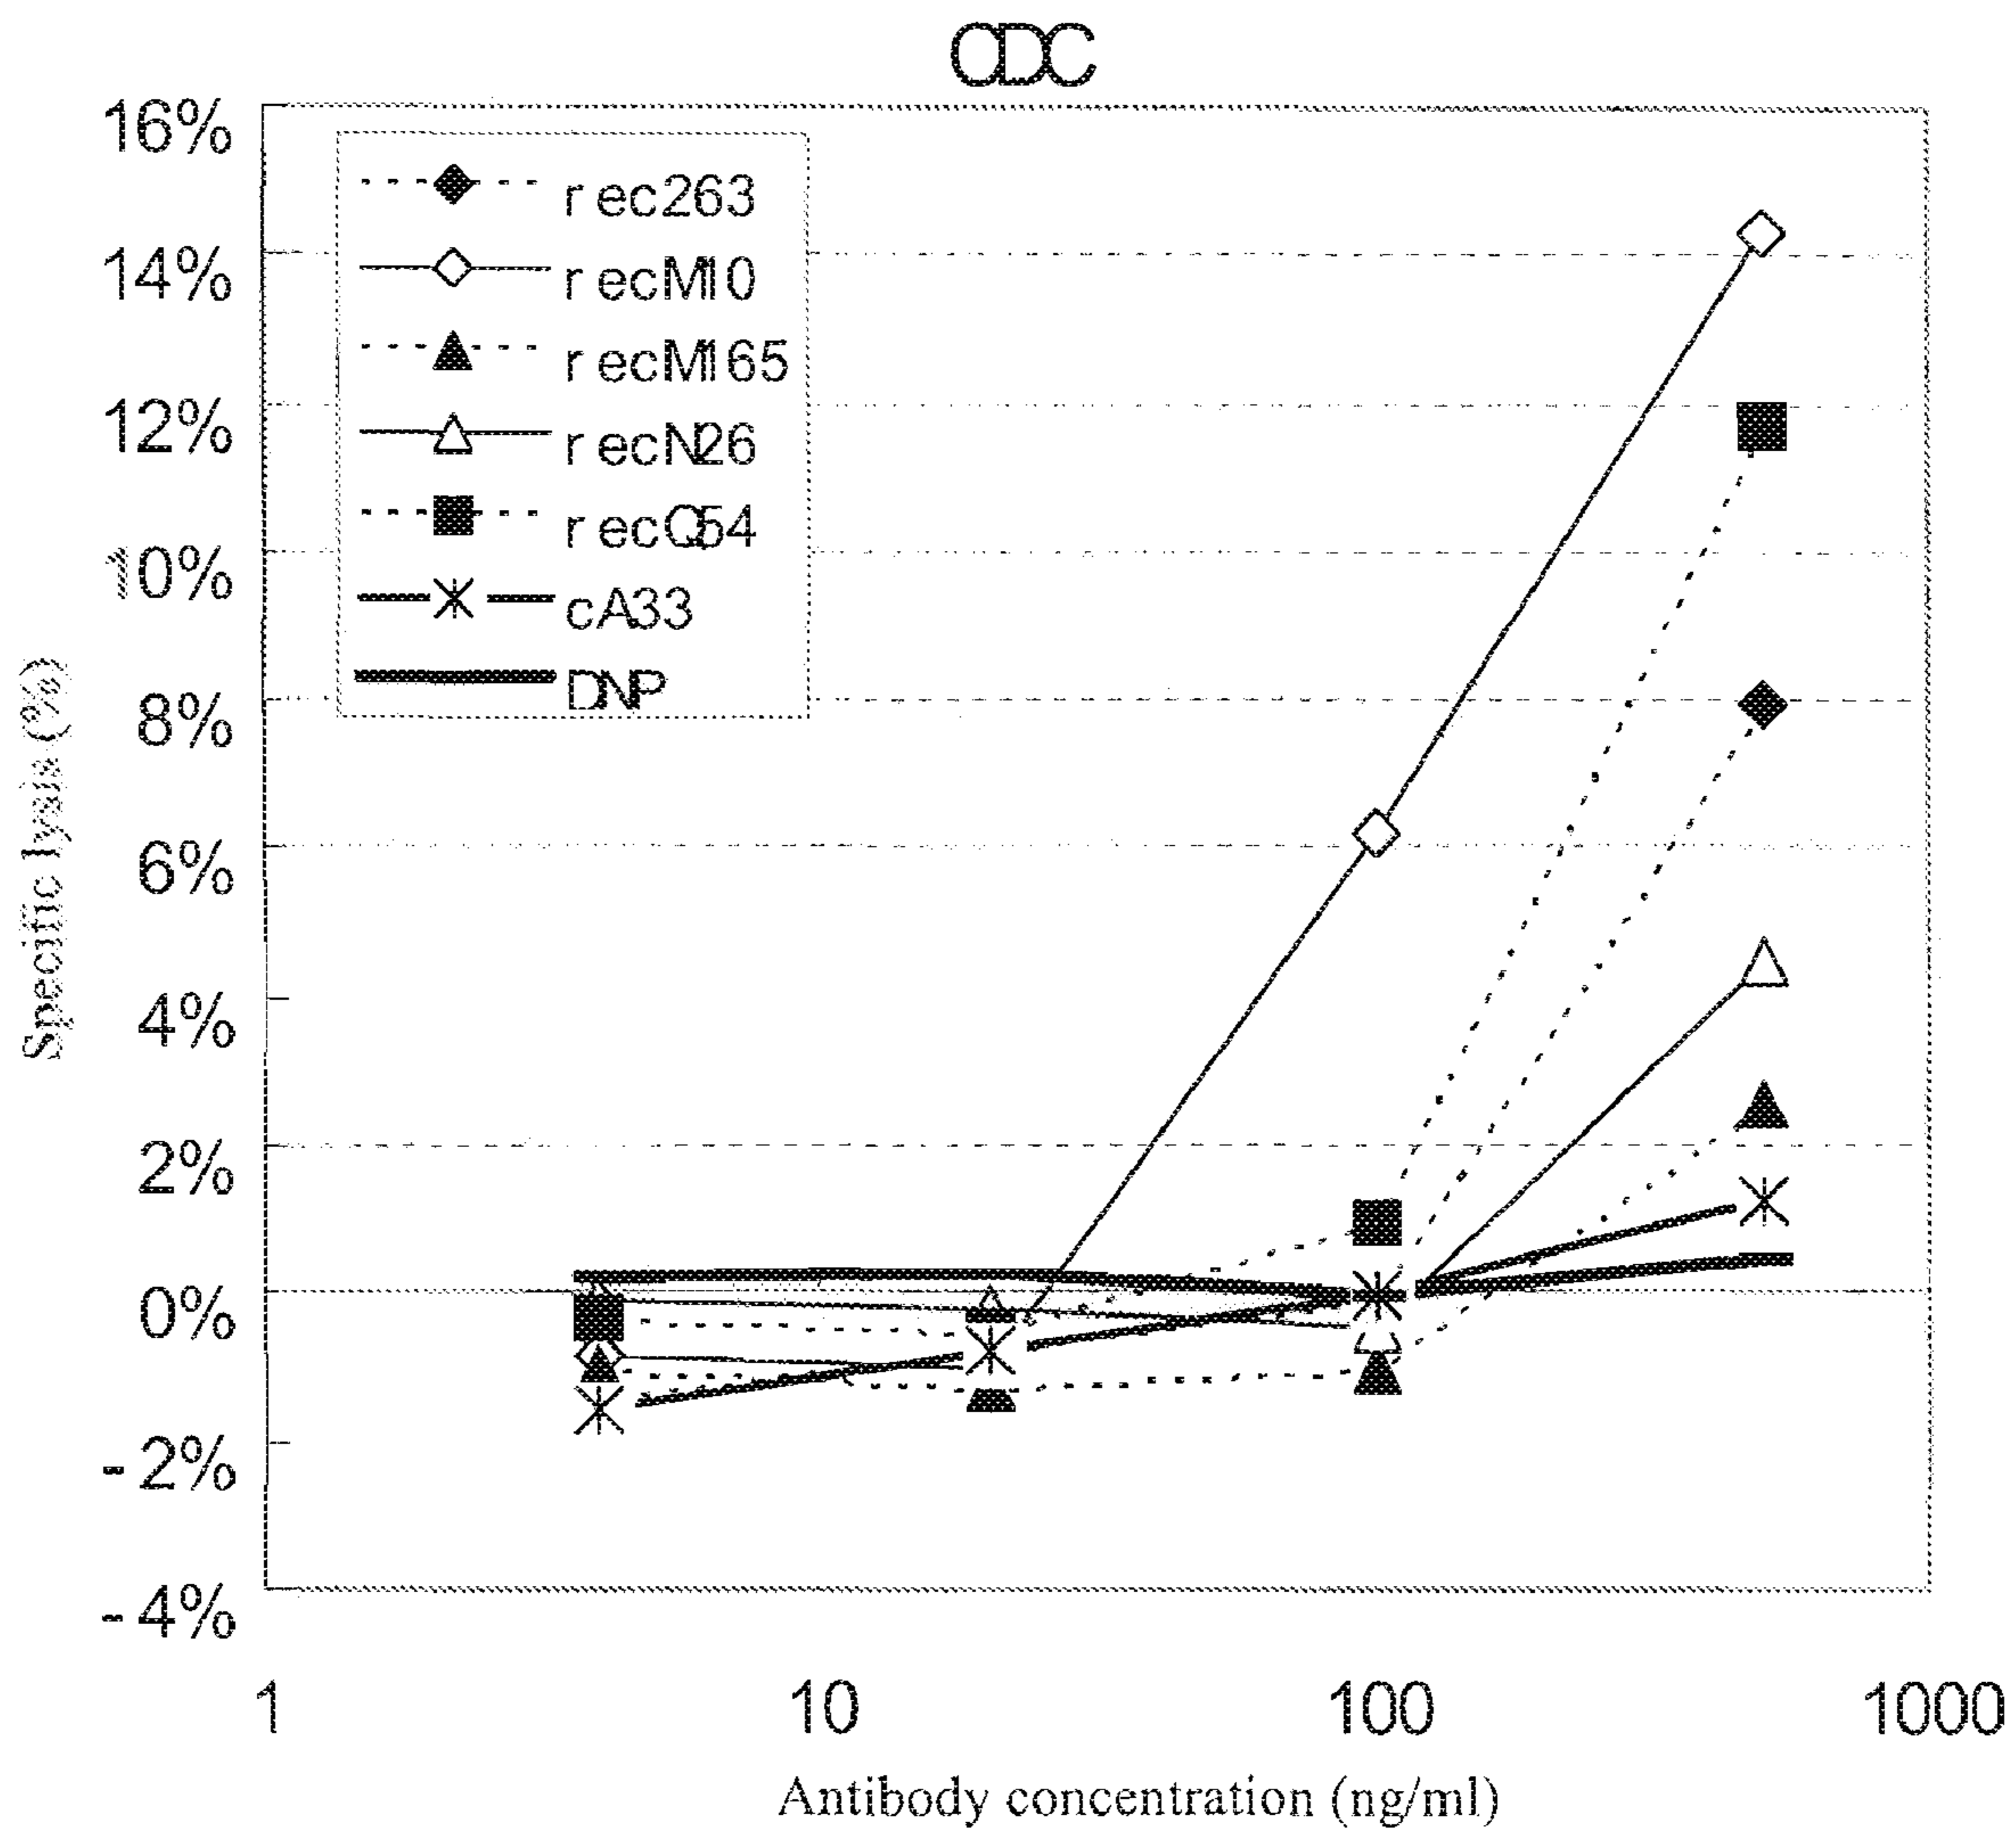 CDC
16%
14%
12%
10%
8%
6%
4%
2%
0%
-2%
-4%
rec263
recM10
recM165
recN26
recQ54
cA33
DNP
Specific lysis (%)
1 10 100 1000
Antibody concentration (ng/ml)